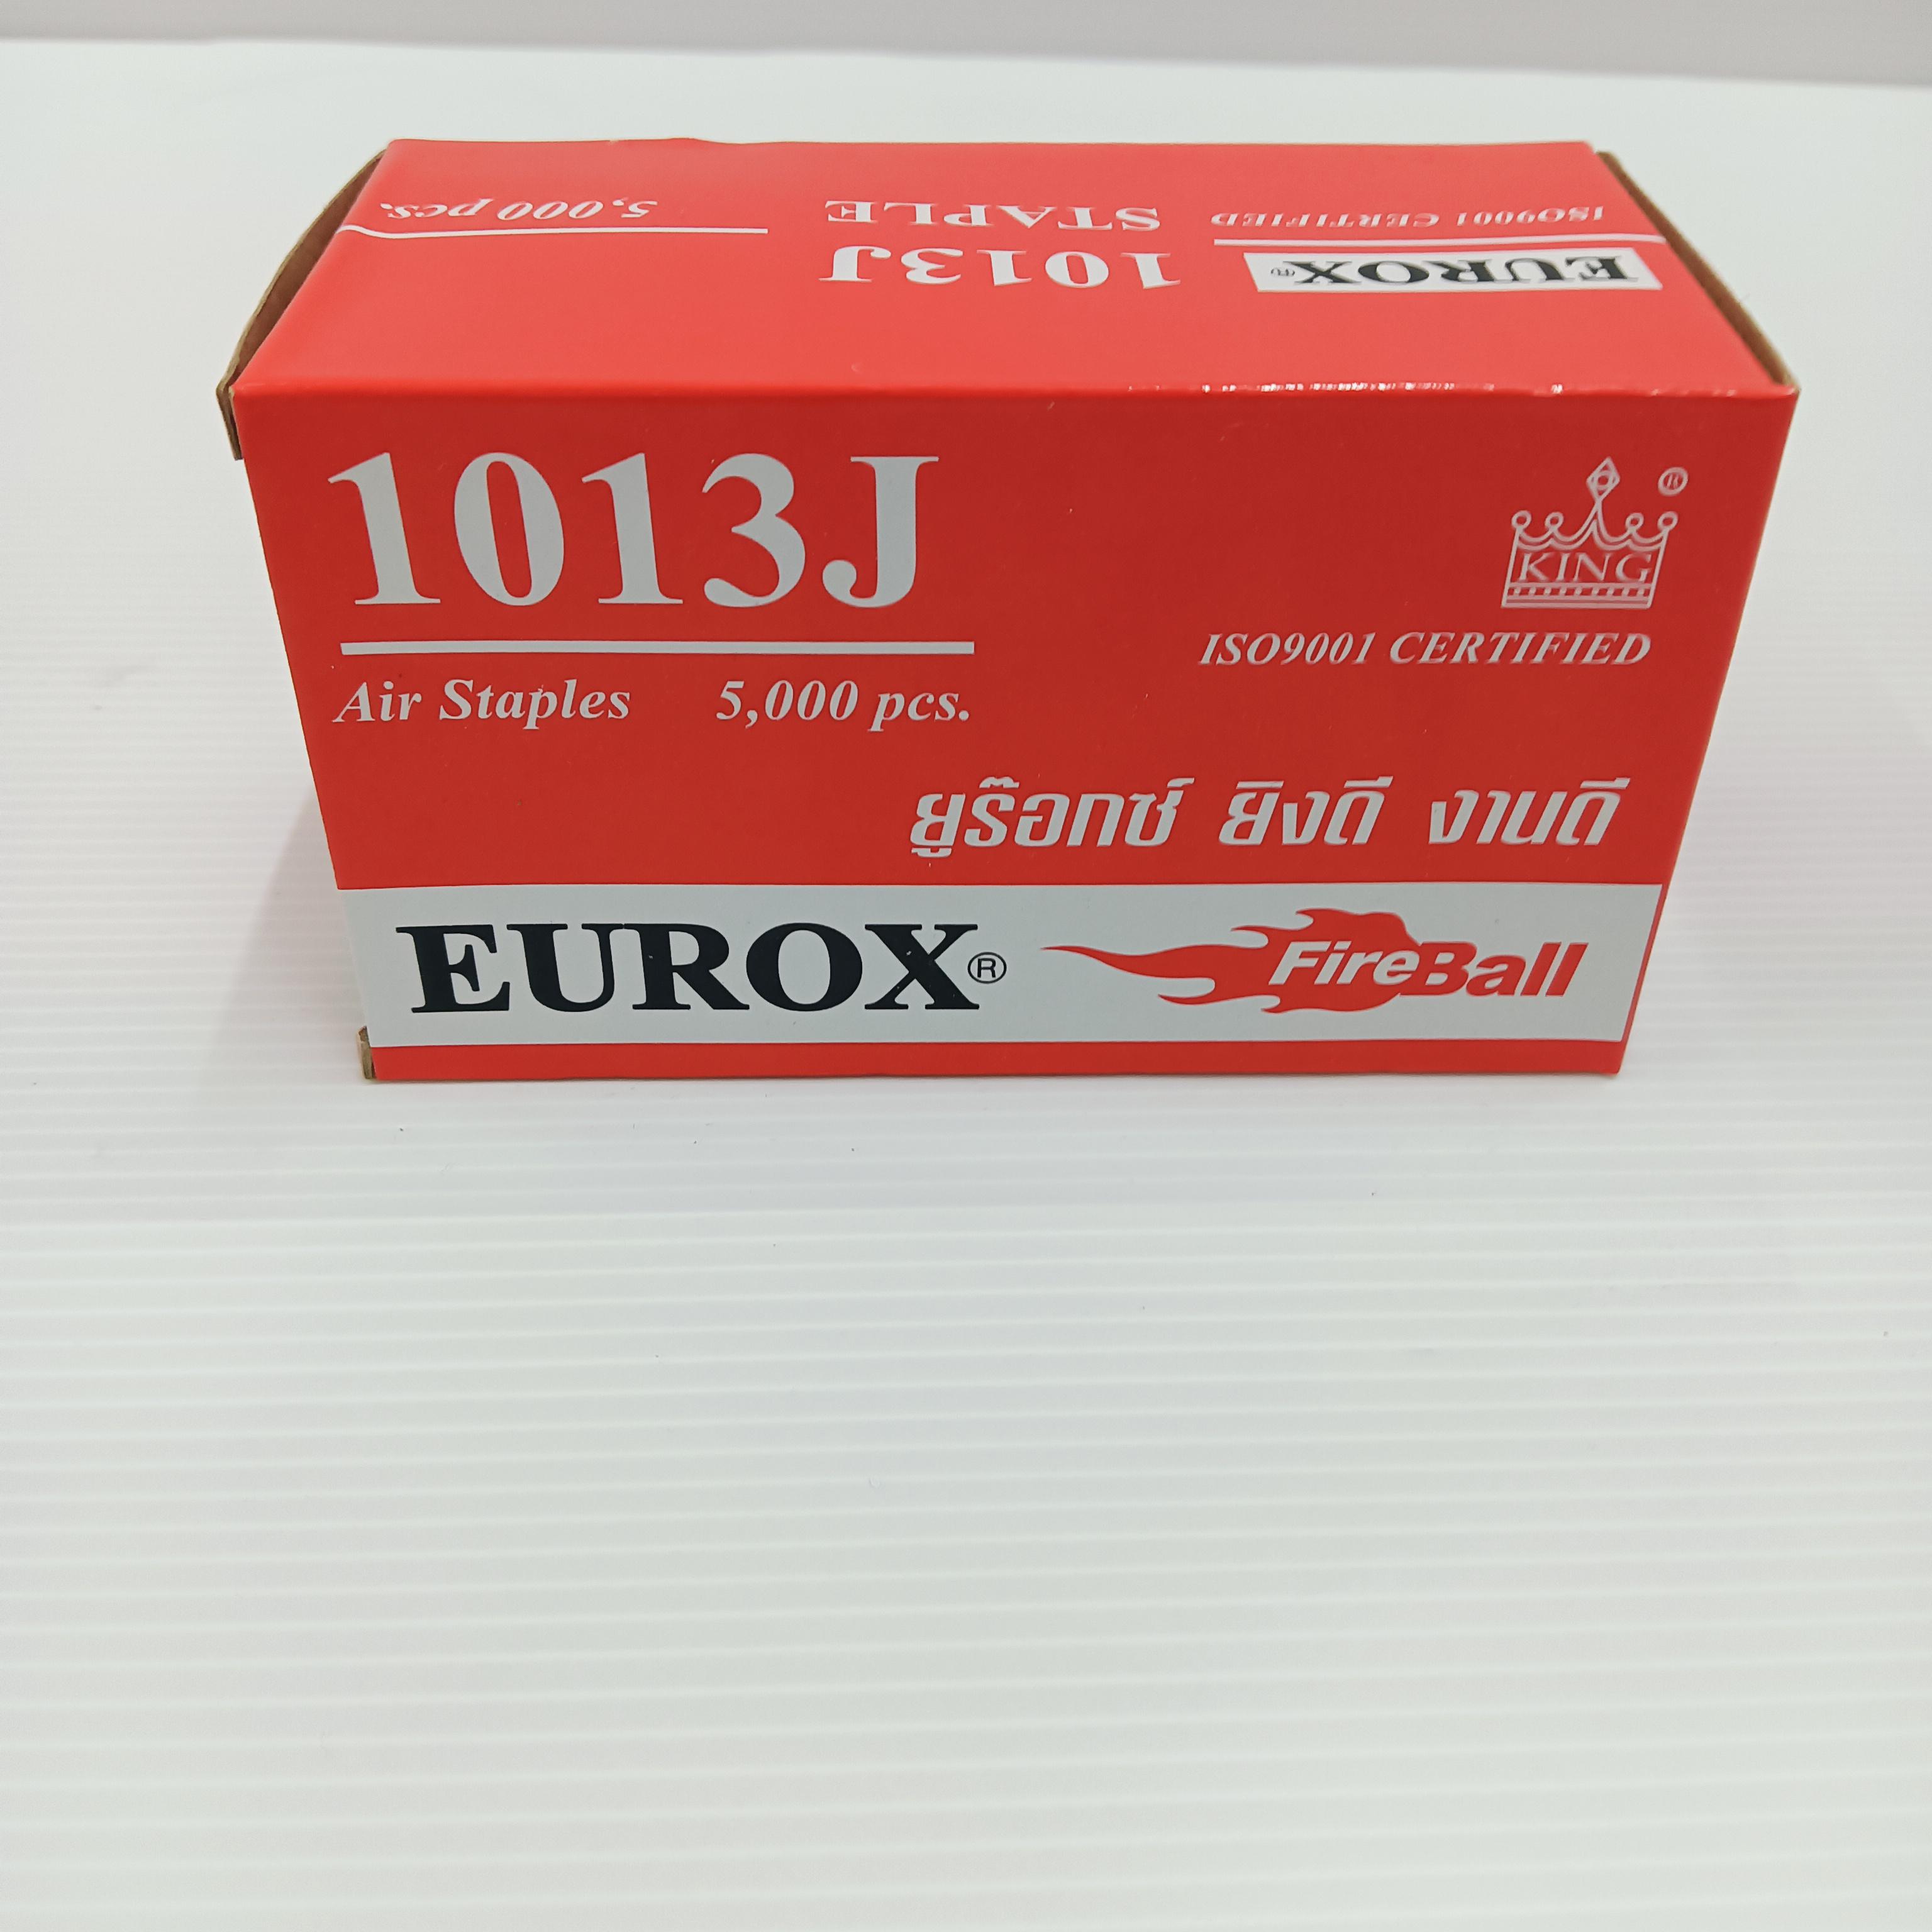 5,000 pcs.
1013J
STAPLE
EUROX®
ISO9001 CERTIFIED
1013J
Air Staples 5,000 pcs.
KING ®
ISO9001 CERTIFIED
ยูร๊อกซ์ ยิงดี งานดี
EUROX® FireBall